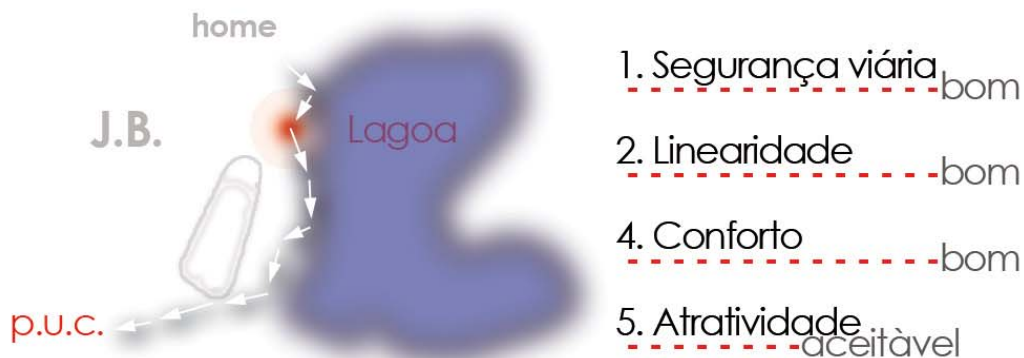 home
J.B.
Lagoa
p.u.c.
1. Segurança viária
bom
2. Linearidade
bom
4. Conforto
bom
5. Atratividade
aceitàvel